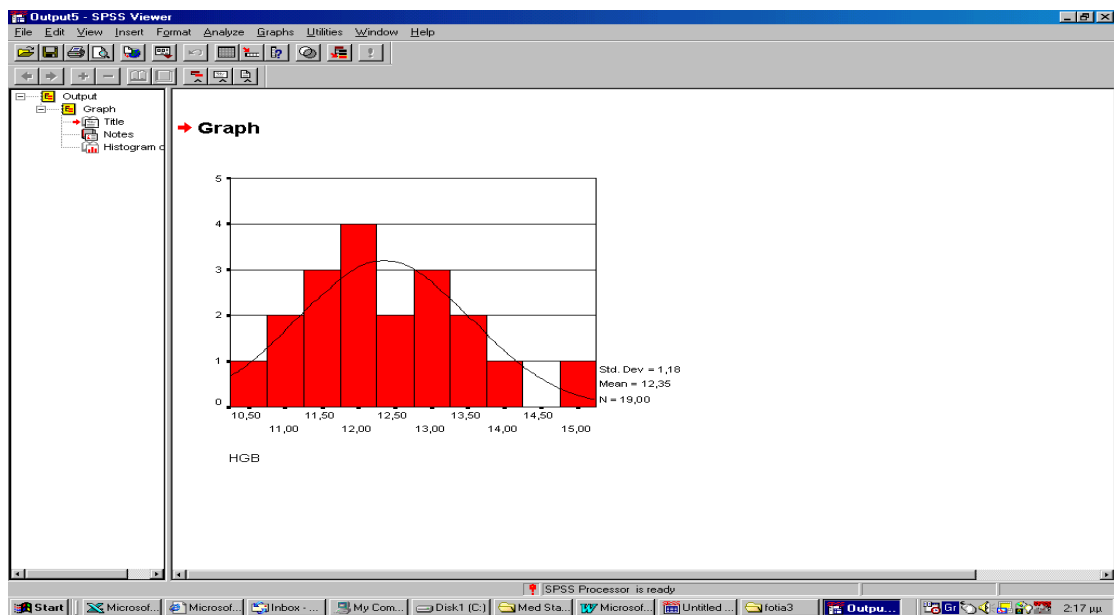 Output5 - SPSS Viewer
File Edit View Insert Format Analyze Graphs Utilities Window Help
Output
Graph
Title
Notes
Histogram o
Graph
5
4
3
2
1
0
Std. Dev = 1,18
Mean = 12,35
N = 19,00
10,50 11,50 12,50 13,50 14,50
11,00 12,00 13,00 14,00 15,00
HGB
SPSS Processor is ready
Start Microsof... Microsof... Inbox - ... My Com... Disk1 (C:) Med Sta... Microsof... Untitled ... fotia3 Outpu... Gr 2:17 μμ